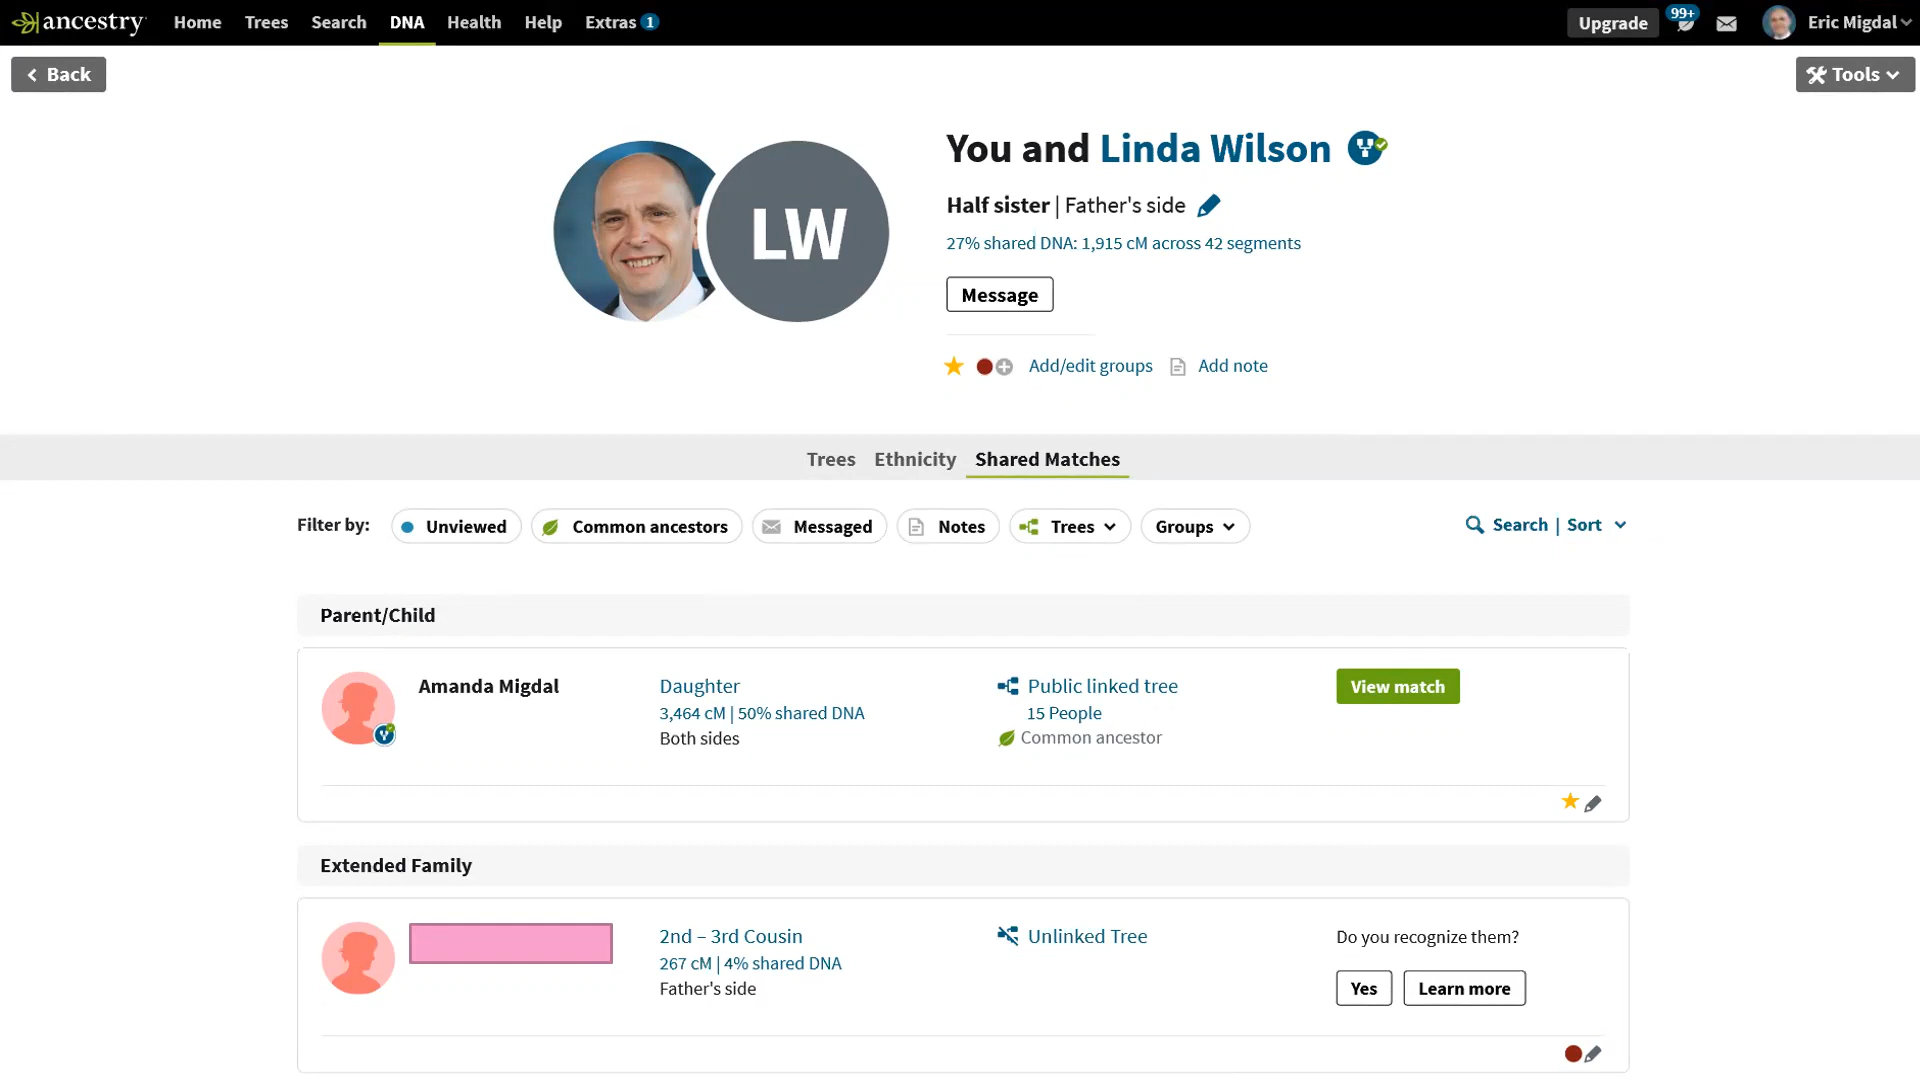 ancestry Home Trees Search DNA Health Help Extras 1 Upgrade 99+ Eric Migdal
Back Tools
You and Linda Wilson
LW
Half sister | Father's side
27% shared DNA: 1,915 cM across 42 segments
Message
Add/edit groups Add note
Trees Ethnicity Shared Matches
Filter by: Unviewed Common ancestors Messaged Notes Trees Groups Search | Sort
Parent/Child
Amanda Migdal Daughter Public linked tree View match
3,464 cM | 50% shared DNA 15 People
Both sides Common ancestor
Extended Family
2nd – 3rd Cousin Unlinked Tree Do you recognize them?
267 cM | 4% shared DNA
Father's side Yes Learn more